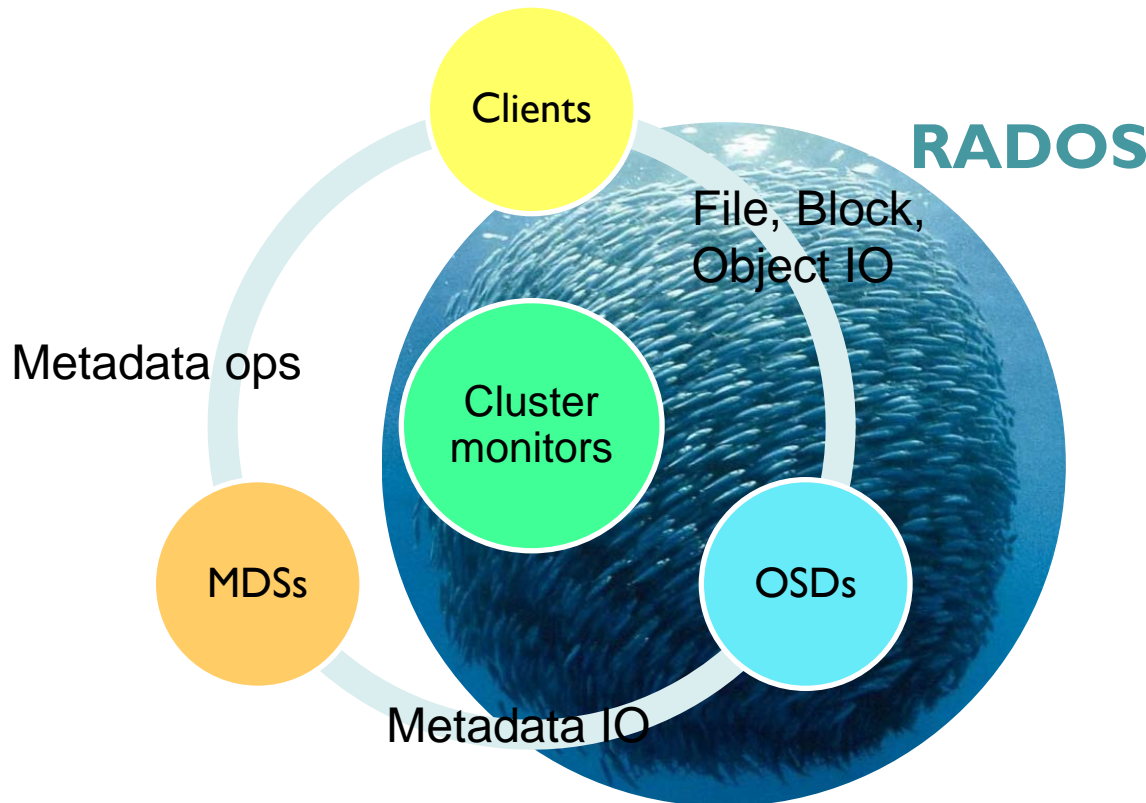 Clients
RADOS
File, Block,
Object IO
Metadata ops
Cluster
monitors
MDSs
OSDs
Metadata IO